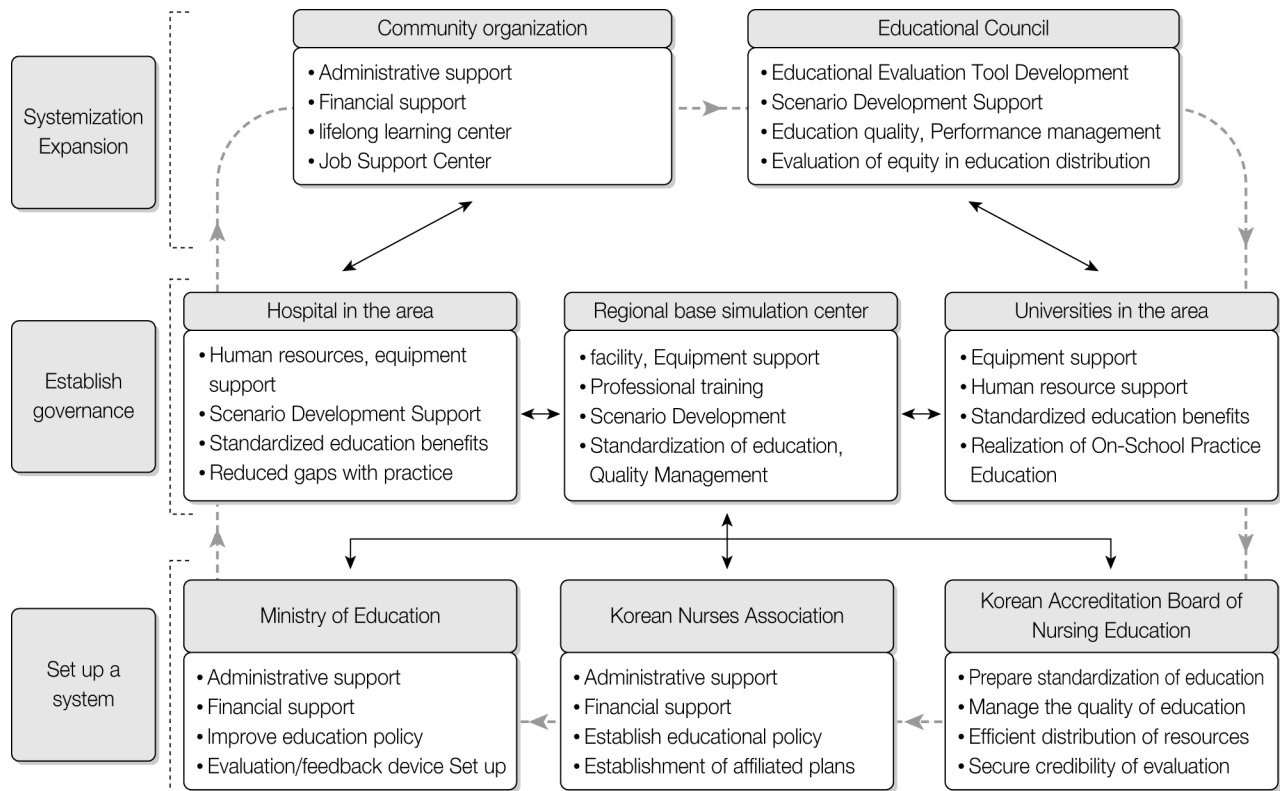 Systemization
Expansion
Community organization
• Administrative support
• Financial support
• lifelong learning center
• Job Support Center
Educational Council
• Educational Evaluation Tool Development
• Scenario Development Support
• Education quality, Performance management
• Evaluation of equity in education distribution
Establish
governance
Hospital in the area
• Human resources, equipment
support
• Scenario Development Support
• Standardized education benefits
• Reduced gaps with practice
Regional base simulation center
• facility, Equipment support
• Professional training
• Scenario Development
• Standardization of education,
Quality Management
Universities in the area
• Equipment support
• Human resource support
• Standardized education benefits
• Realization of On-School Practice
Education
Set up a
system
Ministry of Education
• Administrative support
• Financial support
• Improve education policy
• Evaluation/feedback device Set up
Korean Nurses Association
• Administrative support
• Financial support
• Establish educational policy
• Establishment of affiliated plans
Korean Accreditation Board of
Nursing Education
• Prepare standardization of education
• Manage the quality of education
• Efficient distribution of resources
• Secure credibility of evaluation